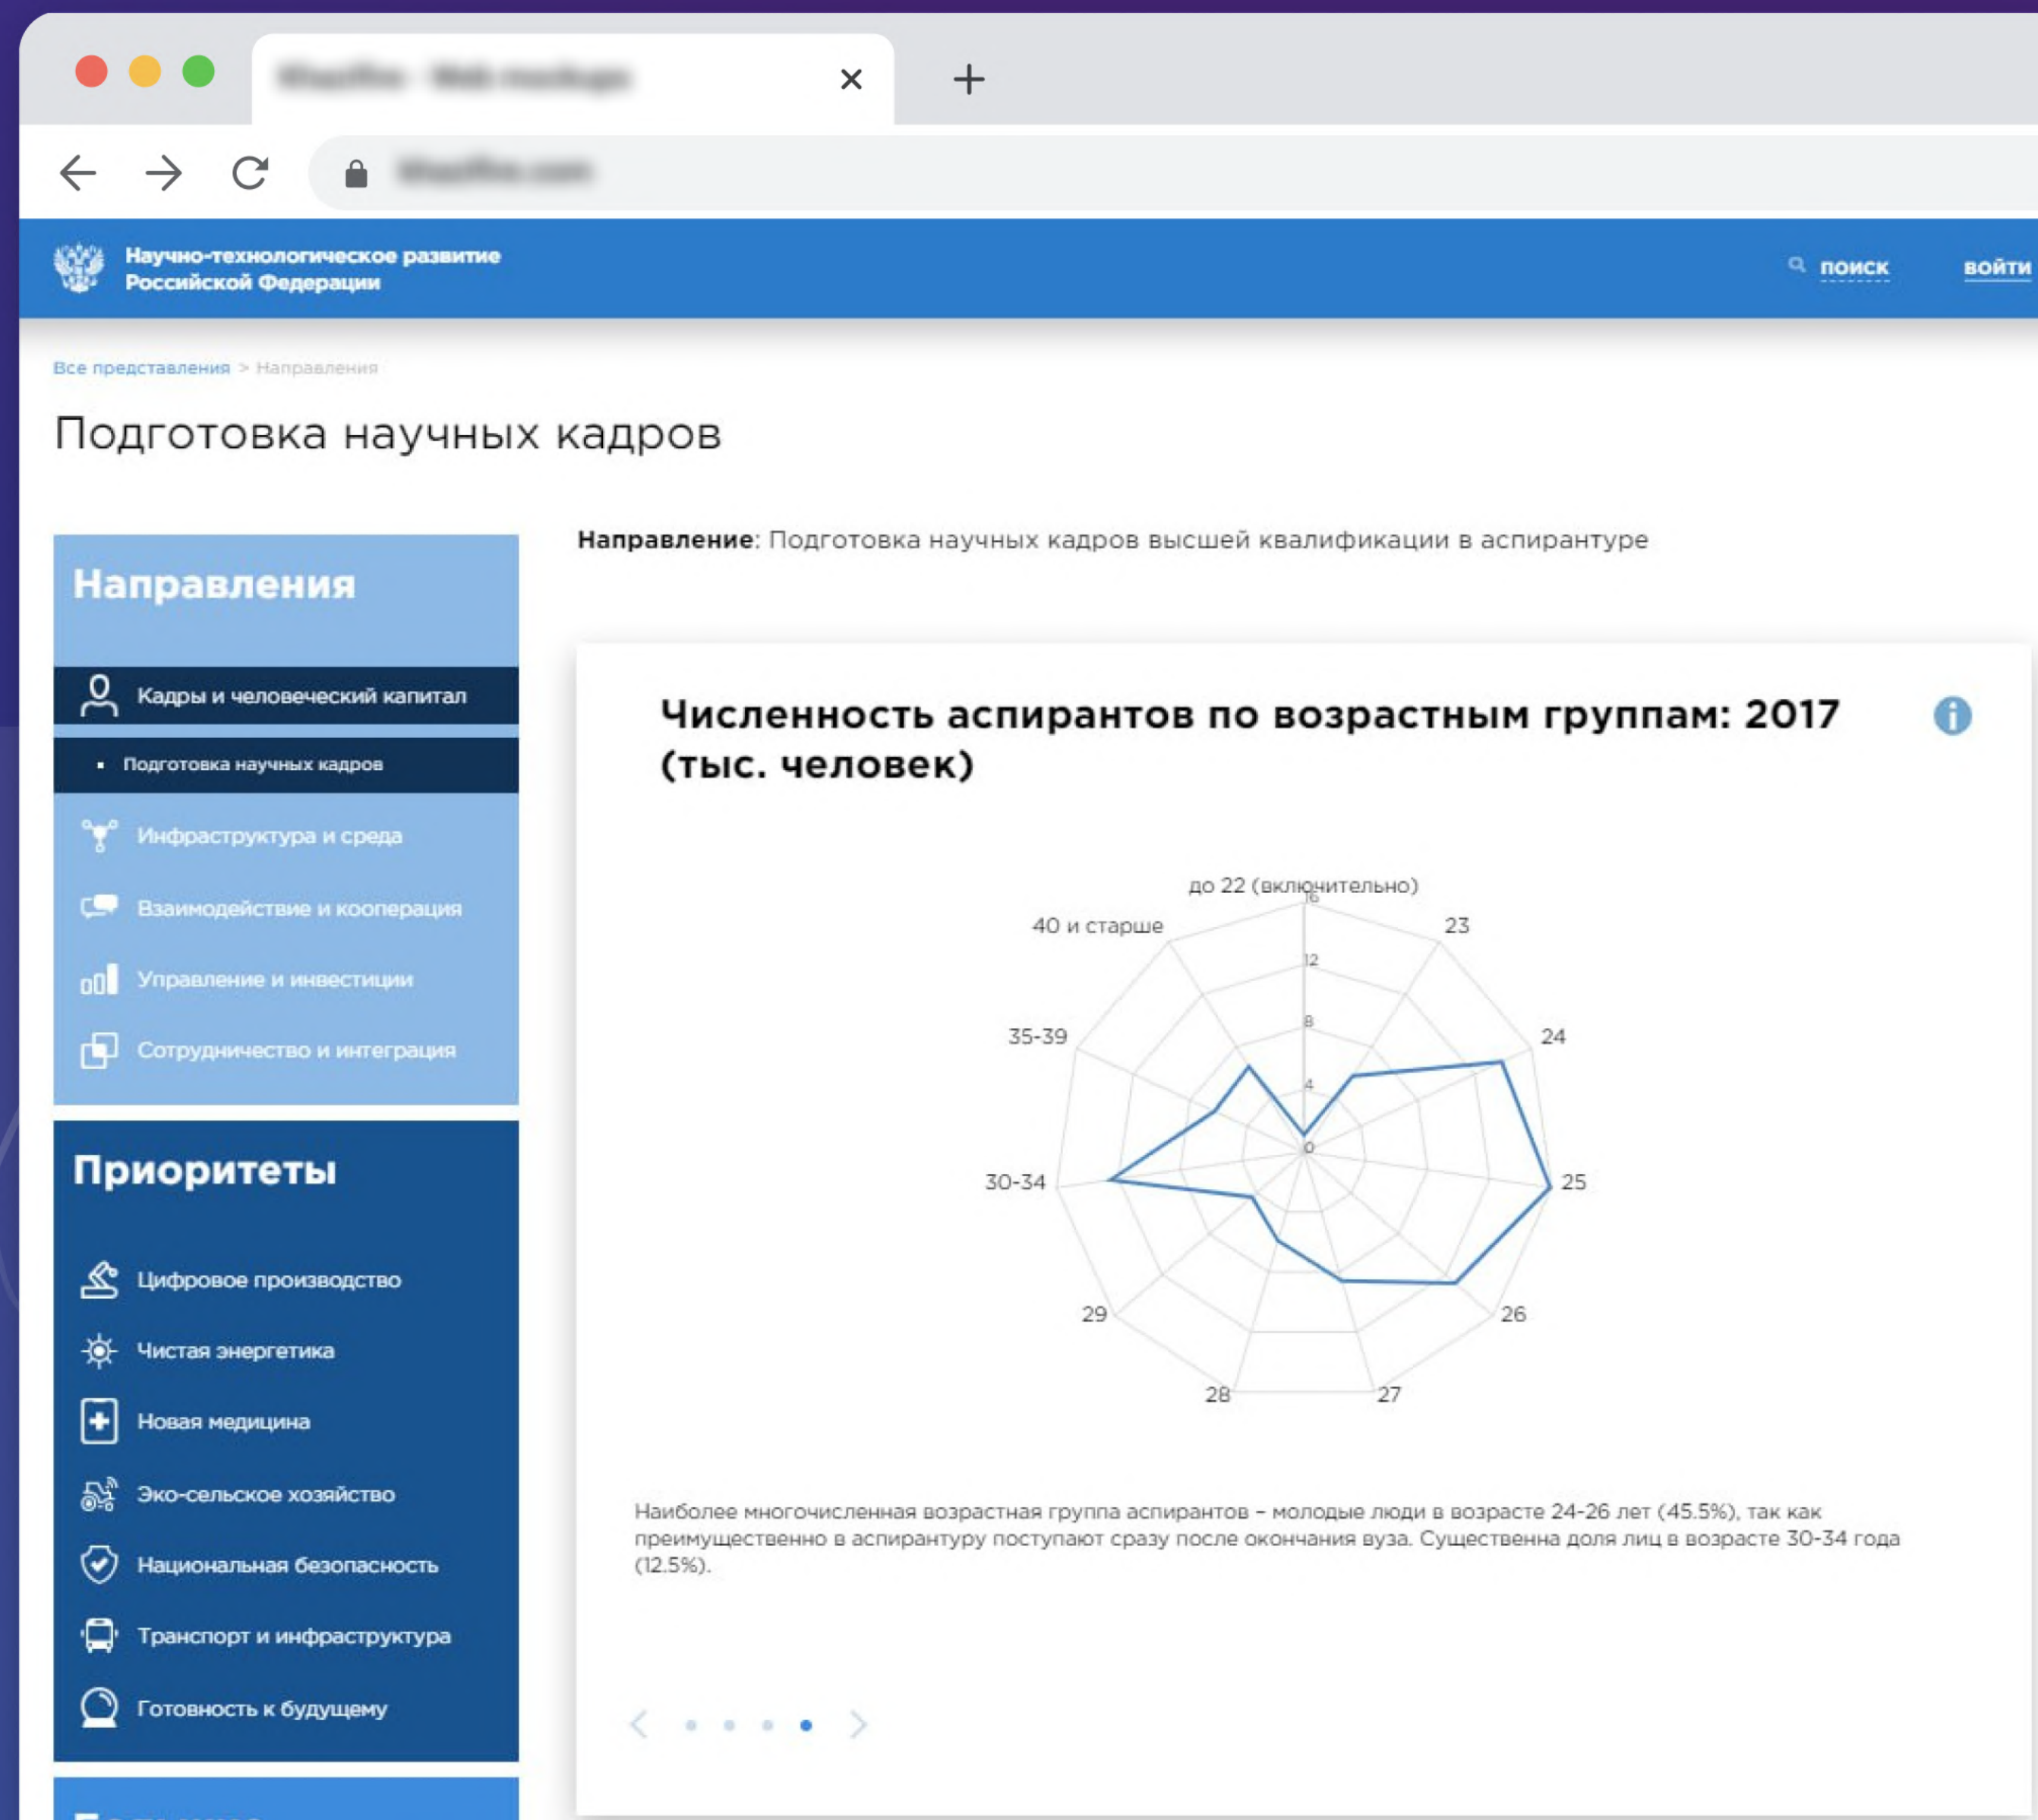 Научно-технологическое развитие
Российской Федерации
поиск
войти
Все представления > Направления
Подготовка научных кадров
Направления
Кадры и человеческий капитал
Подготовка научных кадров
Инфраструктура и среда
Взаимодействие и кооперация
Управление и инвестиции
Сотрудничество и интеграция
Приоритеты
Цифровое производство
Чистая энергетика
Новая медицина
Эко-сельское хозяйство
Национальная безопасность
Транспорт и инфраструктура
Готовность к будущему
Направление: Подготовка научных кадров высшей квалификации в аспирантуре
Численность аспирантов по возрастным группам: 2017
(тыс. человек)
до 22 (включительно)
16
40 и старше
23
12
8
35-39
24
4
0
30-34
25
29
26
28
27
Наиболее многочисленная возрастная группа аспирантов – молодые люди в возрасте 24-26 лет (45.5%), так как
преимущественно в аспирантуру поступают сразу после окончания вуза. Существенна доля лиц в возрасте 30-34 года
(12.5%).